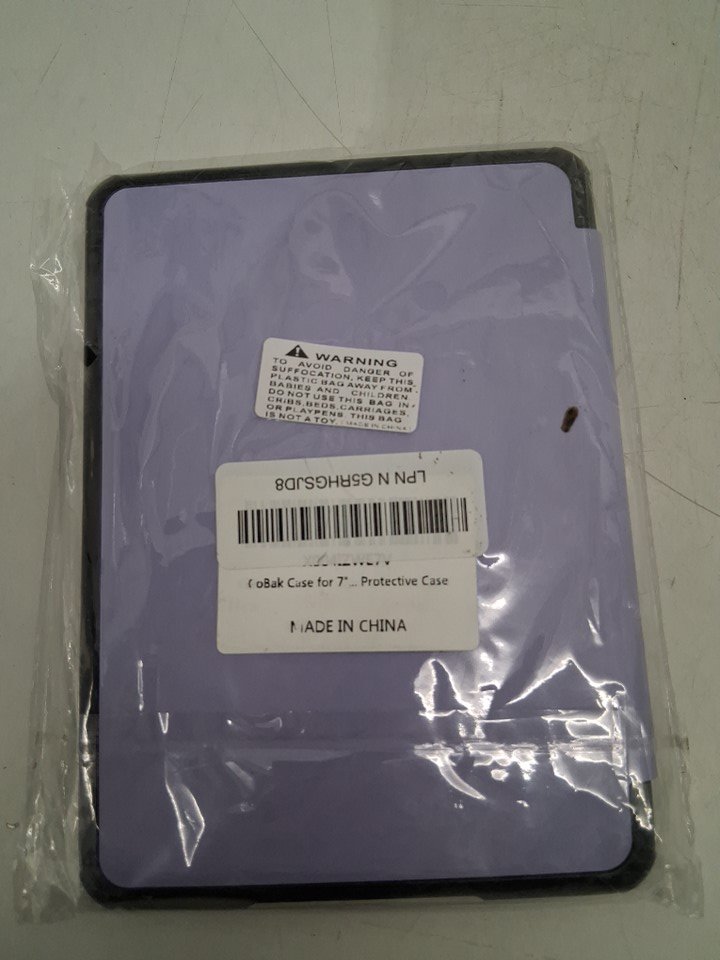 WARNING
TO AVOID DANGER OF
SUFFOCATION, KEEP THIS
PLASTIC BAG AWAY FROM
BABIES AND CHILDREN
DO NOT USE THIS BAG IN
CRIBS.BEDS.CARRIAGES.
OR PLAYPENS THIS BAG
IS NOT A TOY. MADE IN CHINA
LPN N G5RHGSJD8
CoBak Case for 7"... Protective Case
MADE IN CHINA